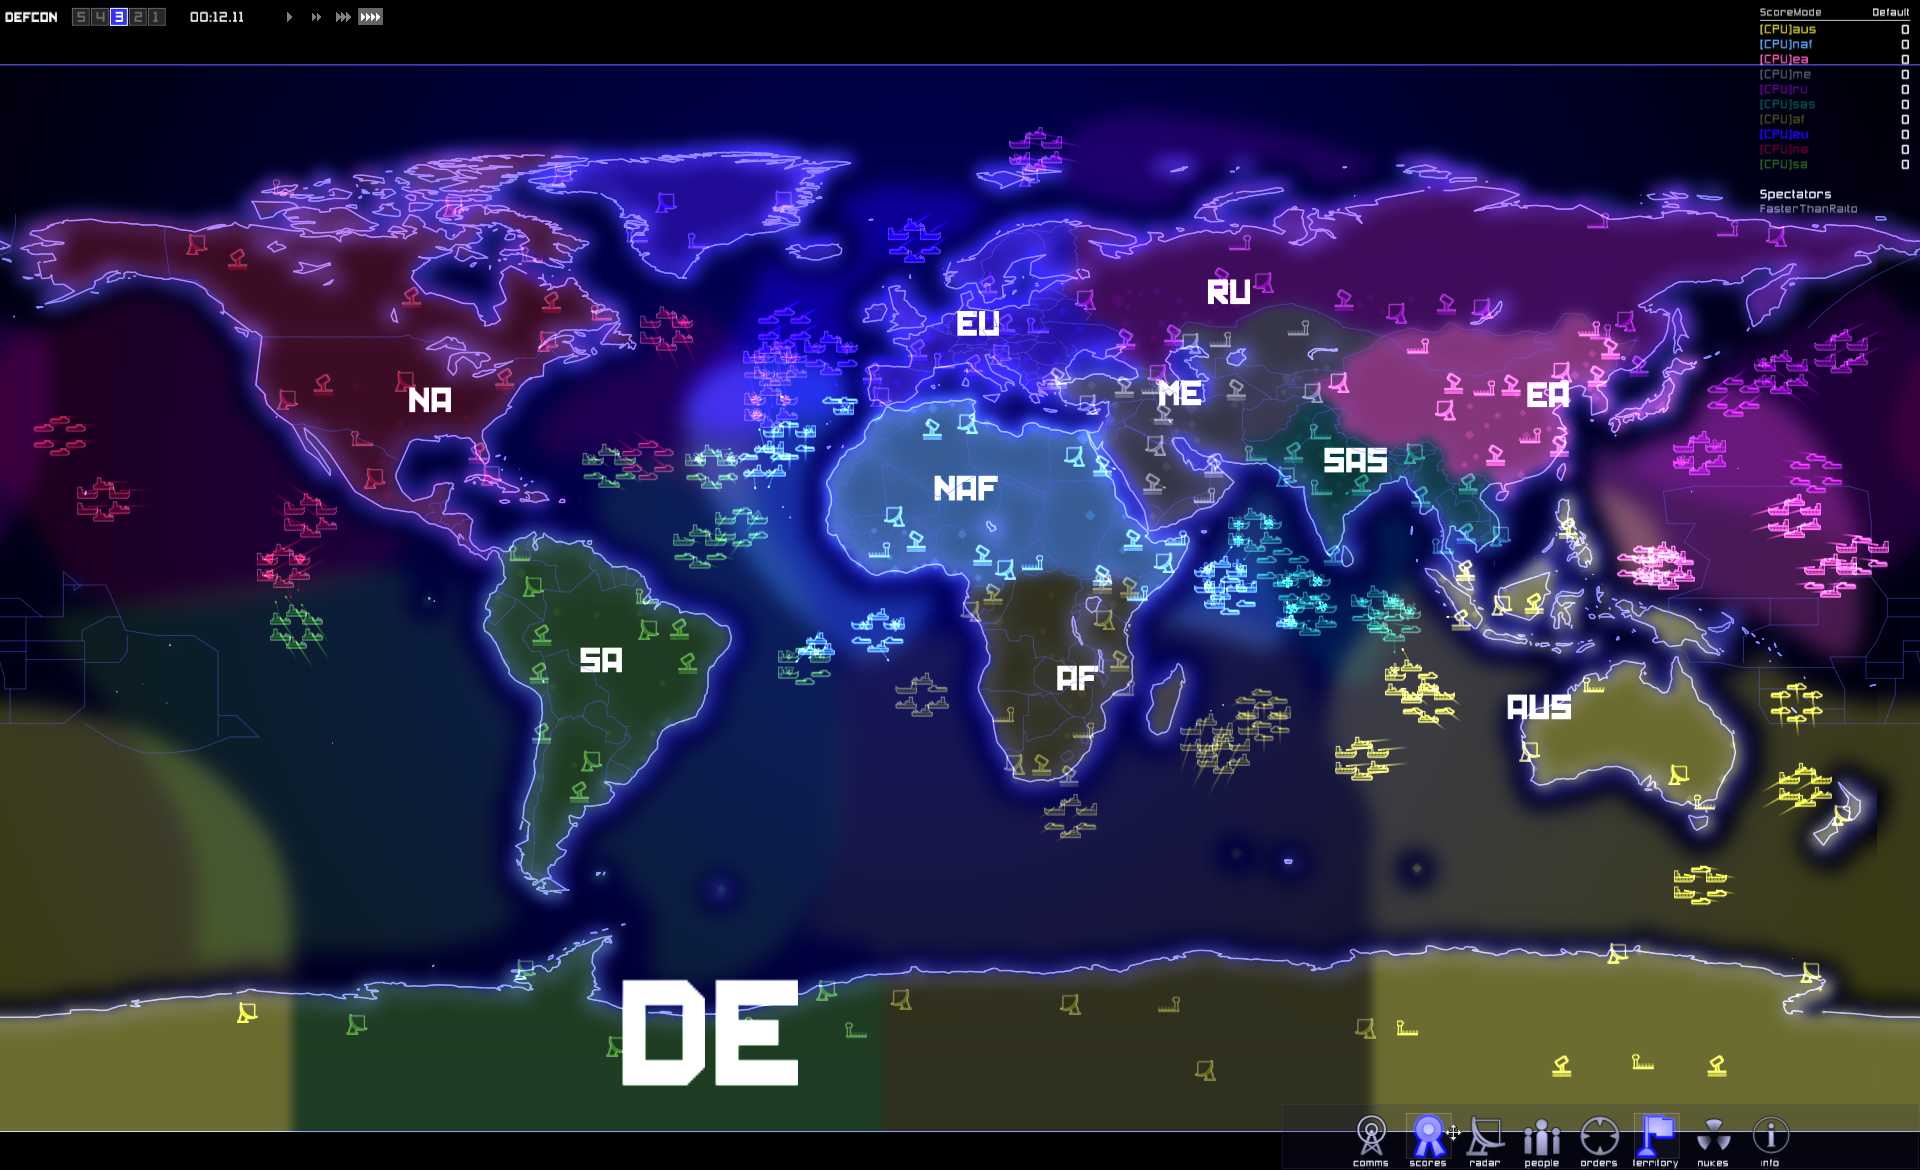 DEFCON 5 4 3 2 1 00:12.11
ScoreMode Default
[CPU]aus 0
[CPU]naf 0
[CPU]ea 0
[CPU]me 0
[CPU]ru 0
[CPU]sas 0
[CPU]af 0
[CPU]eu 0
[CPU]na 0
[CPU]sa 0
Spectators
FasterThanRaito
RU
EU
NA
ME
EA
SAS
NAF
SA
AF
AUS
DE
comms scores radar people orders territory nukes info